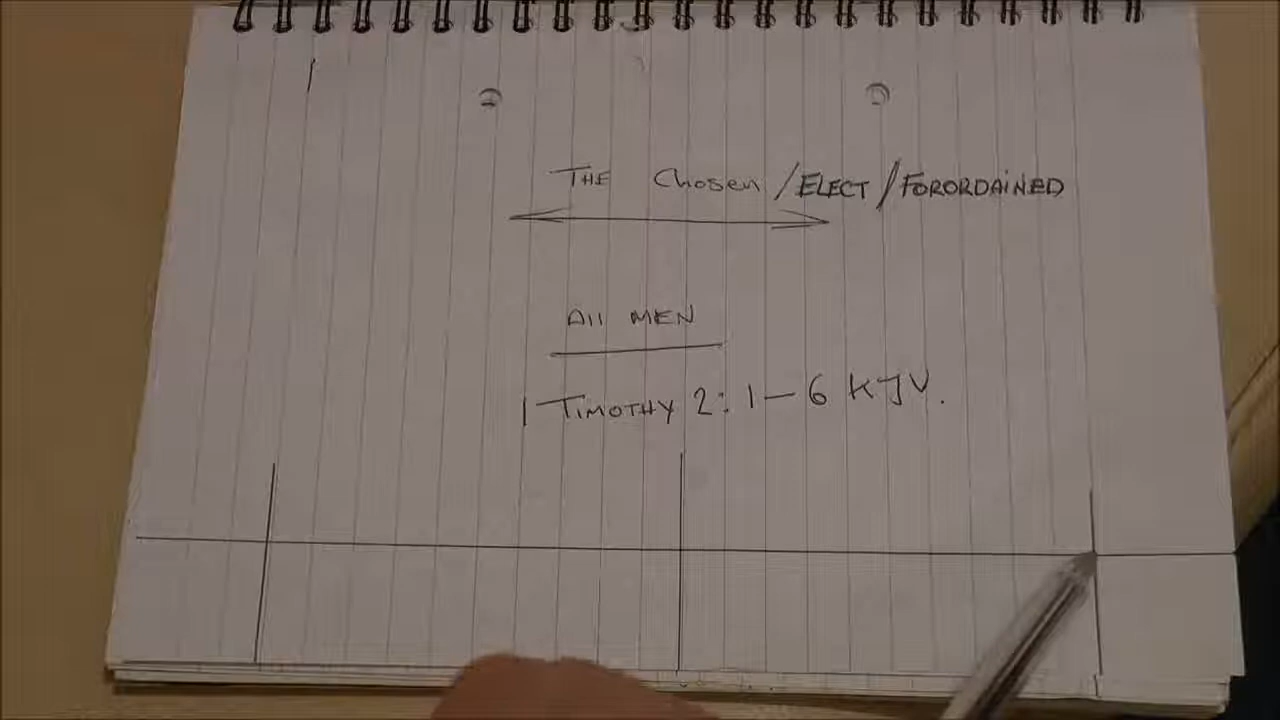 THE Chosen / ELECT / FORORDAINED
All MEN
1 TIMOTHY 2: 1-6 KJV.